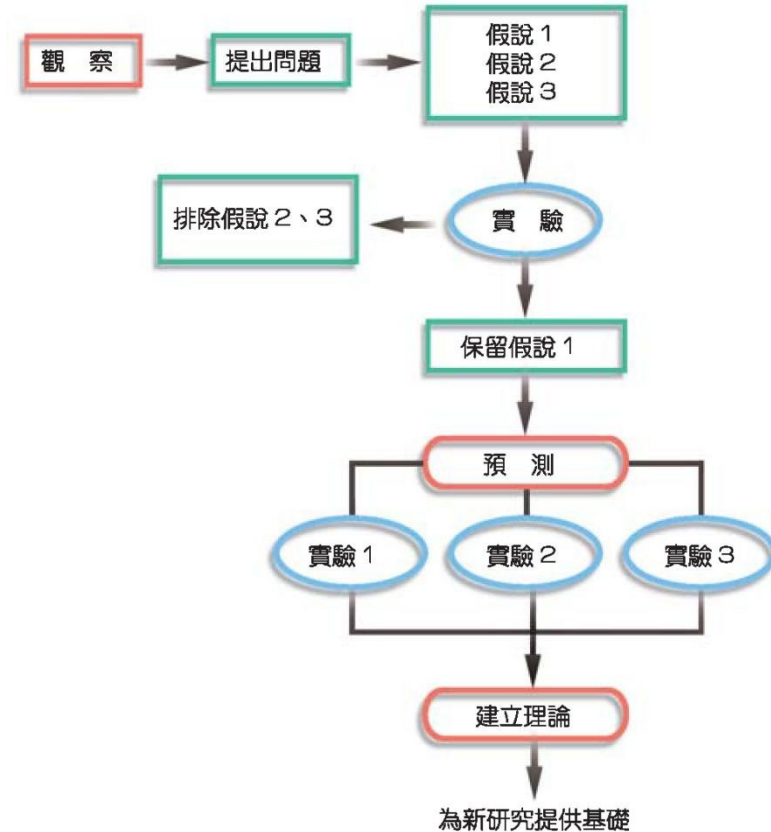 觀 察
提出問題
假說1
假說2
假說3
排除假說2、3
實 驗
保留假說1
預 測
實驗1
實驗2
實驗3
建立理論
為新研究提供基礎